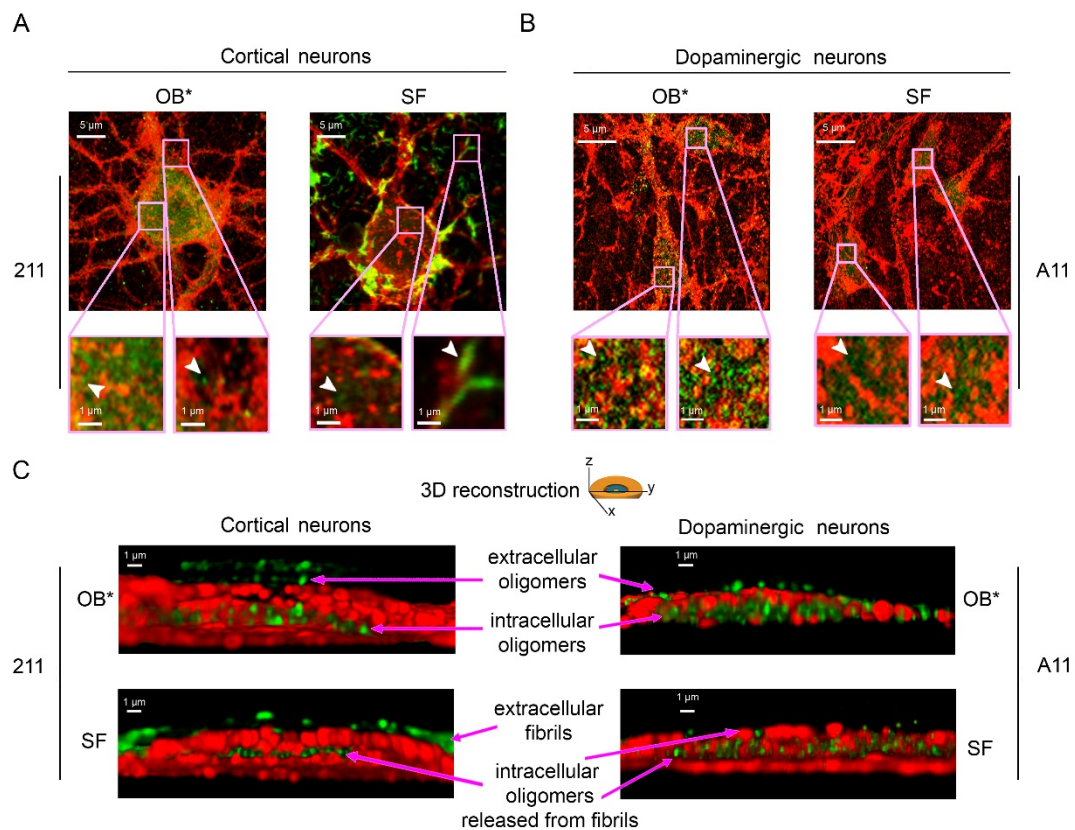 A
B
Cortical neurons
Dopaminergic neurons
OB*
SF
OB*
SF
5 µm
5 µm
5 µm
5 µm
211
A11
1 µm
1 µm
1 µm
1 µm
1 µm
1 µm
1 µm
1 µm
C
3D reconstruction
z
y
x
Cortical neurons
Dopaminergic neurons
1 µm
1 µm
extracellular
oligomers
OB*
OB*
intracellular
oligomers
211
A11
1 µm
1 µm
extracellular
fibrils
SF
SF
intracellular
oligomers
released from fibrils